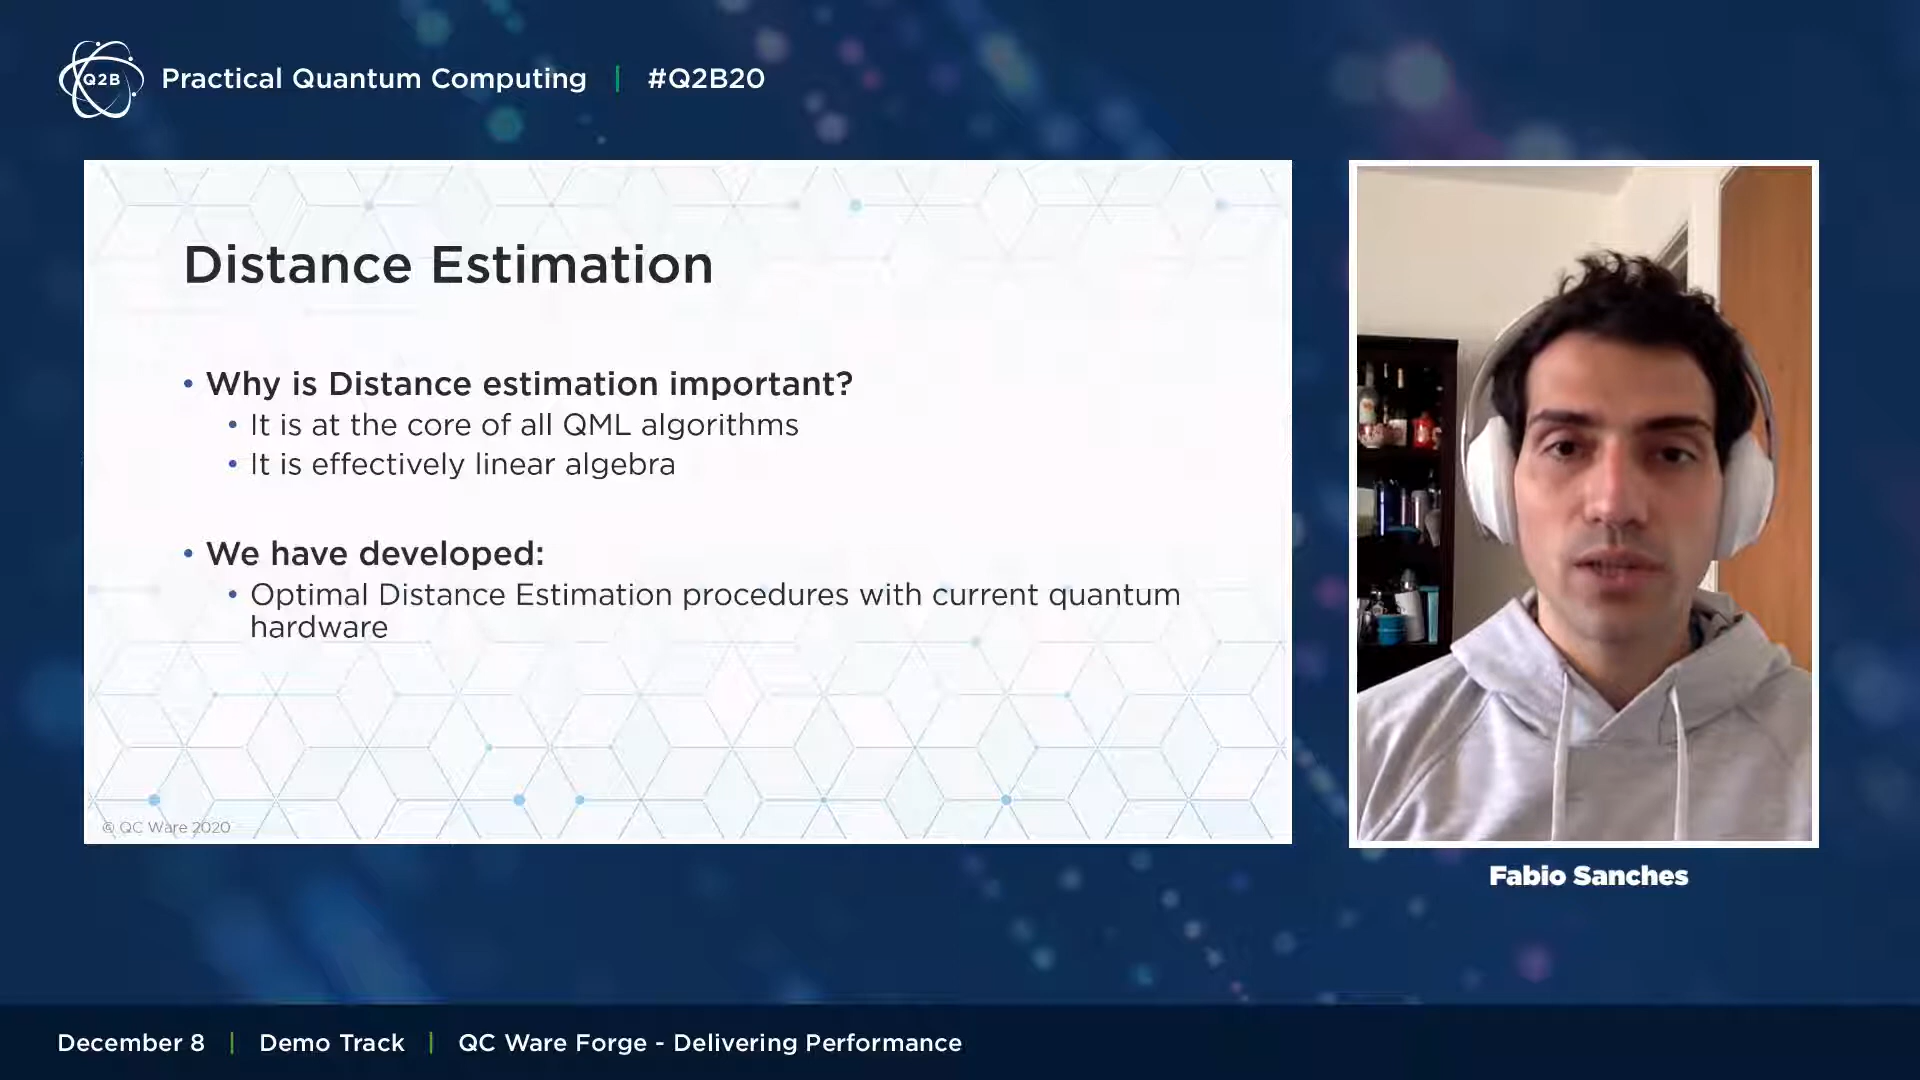 Q2B
Practical Quantum Computing | #Q2B20
Distance Estimation
• Why is Distance estimation important?
• It is at the core of all QML algorithms
• It is effectively linear algebra
• We have developed:
• Optimal Distance Estimation procedures with current quantum
hardware
© QC Ware 2020
Fabio Sanches
December 8 | Demo Track | QC Ware Forge - Delivering Performance